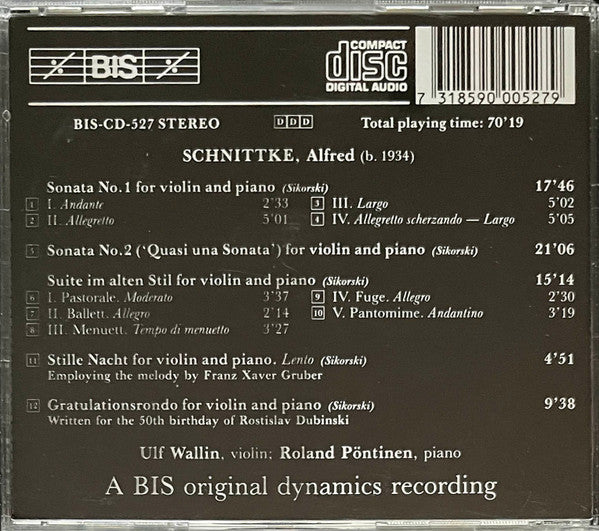 BIS
COMPACT
disc
DIGITAL AUDIO
7 318590 005279
BIS-CD-527 STEREO D D D Total playing time: 70'19
SCHNITTKE, Alfred (b. 1934)
Sonata No.1 for violin and piano (Sikorski) 17'46
1 I. Andante 2'33 3 III. Largo 5'02
2 II. Allegretto 5'01 4 IV. Allegretto scherzando — Largo 5'05
5 Sonata No.2 ('Quasi una Sonata') for violin and piano (Sikorski) 21'06
Suite im alten Stil for violin and piano (Sikorski) 15'14
6 I. Pastorale. Moderato 3'37 9 IV. Fuge. Allegro 2'30
7 II. Ballett. Allegro 2'14 10 V. Pantomime. Andantino 3'19
8 III. Menuett. Tempo di menuetto 3'27
11 Stille Nacht for violin and piano. Lento (Sikorski) 4'51
Employing the melody by Franz Xaver Gruber
12 Gratulationsrondo for violin and piano (Sikorski) 9'38
Written for the 50th birthday of Rostislav Dubinski
Ulf Wallin, violin; Roland Pöntinen, piano
A BIS original dynamics recording